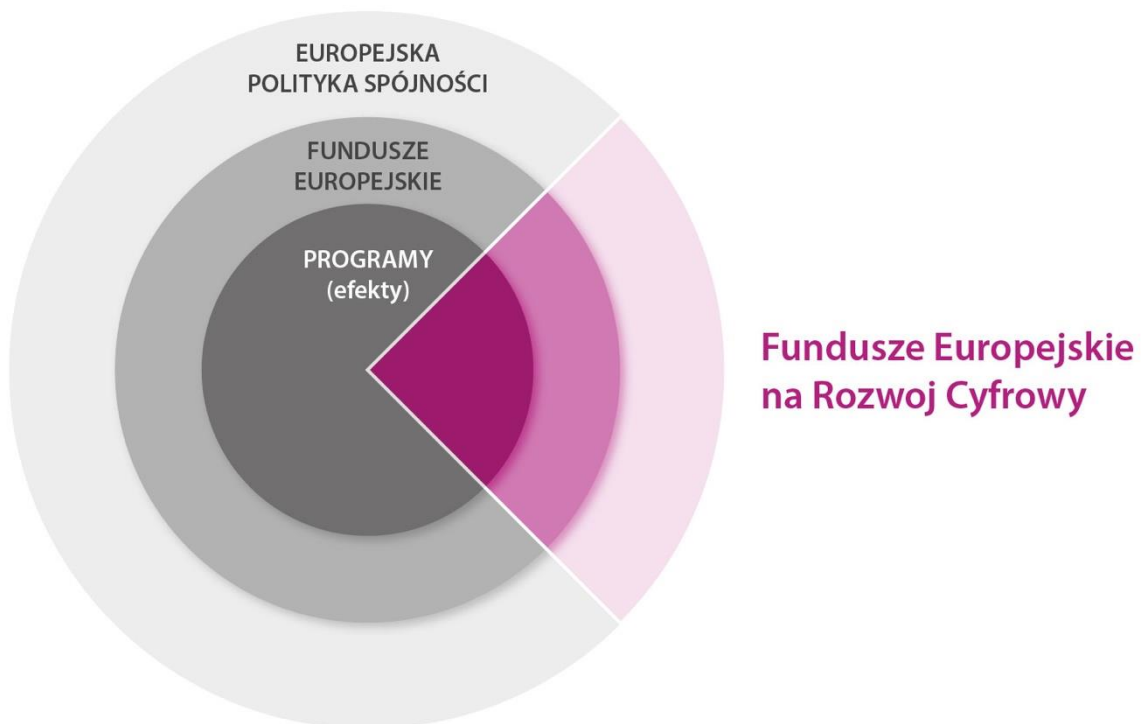 EUROPEJSKA
POLITYKA SPÓJNOŚCI
FUNDUSZE
EUROPEJSKIE
PROGRAMY
(efekty)
Fundusze Europejskie
na Rozwoj Cyfrowy